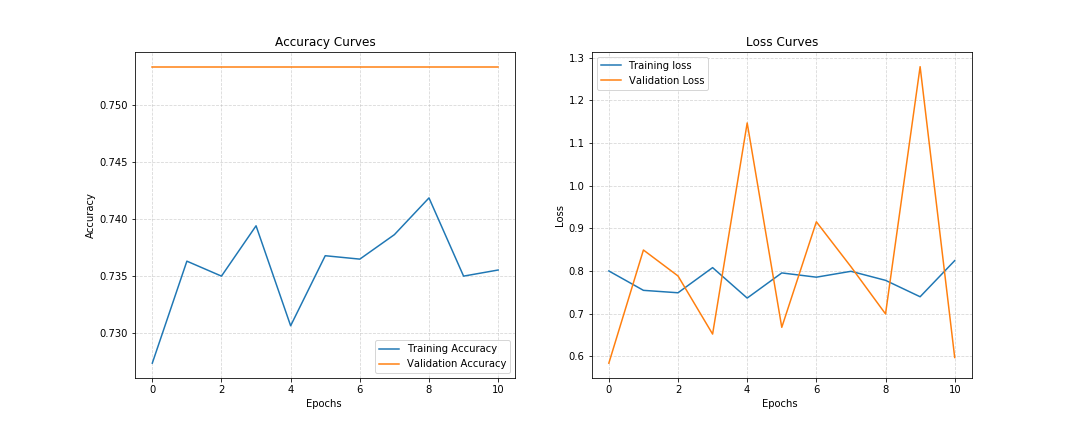 Accuracy Curves
Accuracy
0.750
0.745
0.740
0.735
0.730
Training Accuracy
Validation Accuracy
0 2 4 6 8 10
Epochs
Loss Curves
Loss
1.3
1.2
1.1
1.0
0.9
0.8
0.7
0.6
Training loss
Validation Loss
0 2 4 6 8 10
Epochs